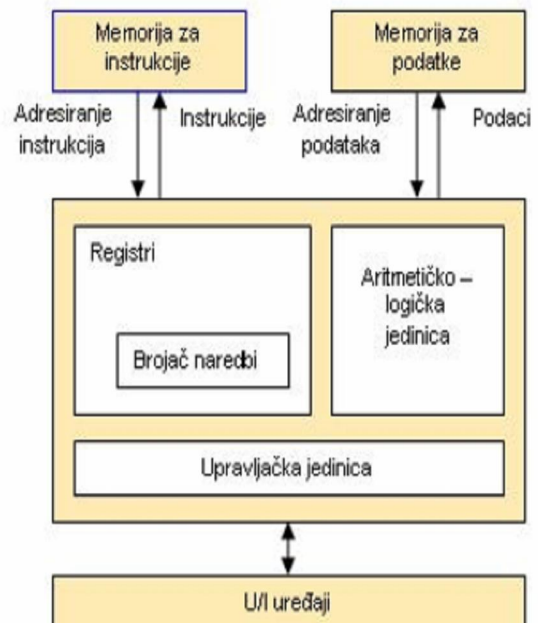 Memorija za
instrukcije
Memorija za
podatke
Adresiranje
instrukcija
Instrukcije
Adresiranje
podataka
Podaci
Registri
Brojač naredbi
Aritmetičko –
logička
jedinica
Upravljačka jedinica
U/I uređaji